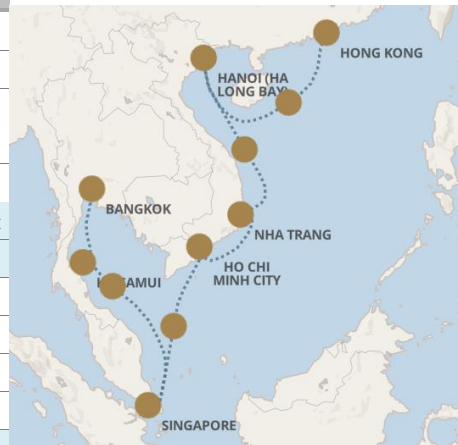 HONG KONG
HANOI (HA
LONG BAY)
BANGKOK
NHA TRANG
HO CHI
MINH CITY
SINGAPORE